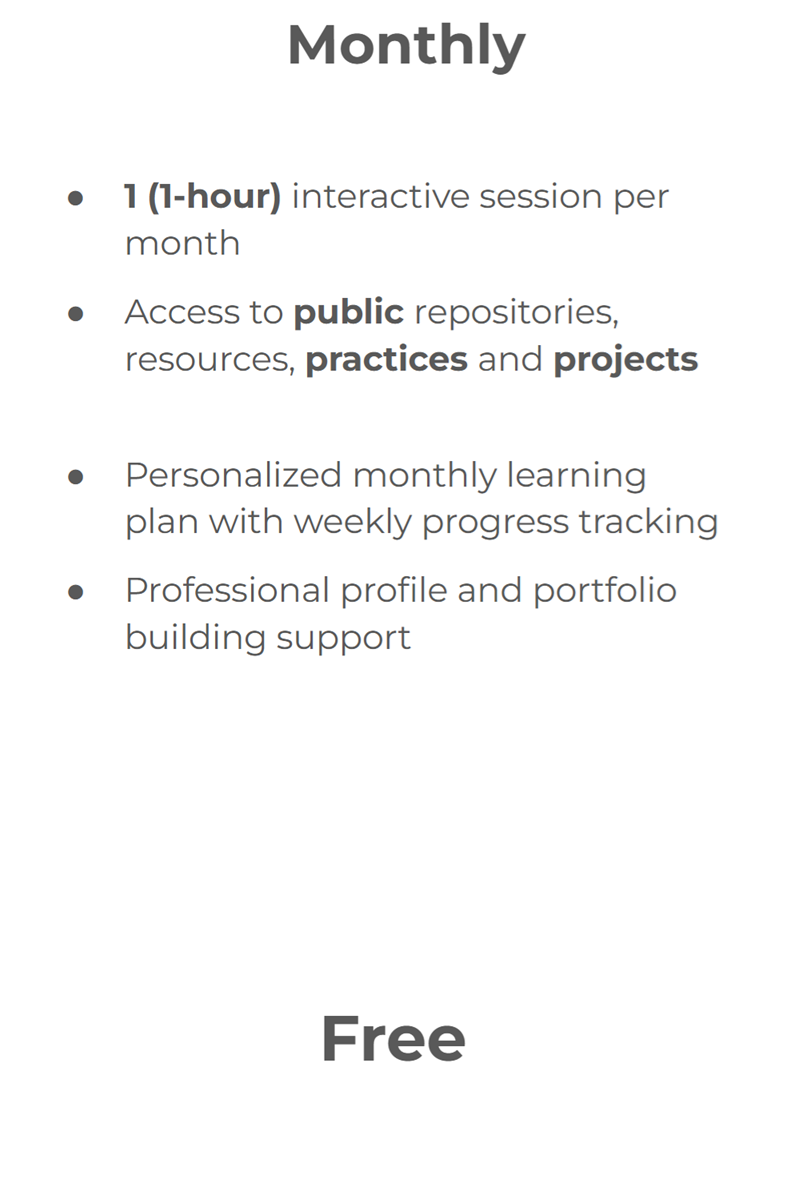 Monthly
● 1 (1-hour) interactive session per
month
● Access to public repositories,
resources, practices and projects
● Personalized monthly learning
plan with weekly progress tracking
● Professional profile and portfolio
building support
Free